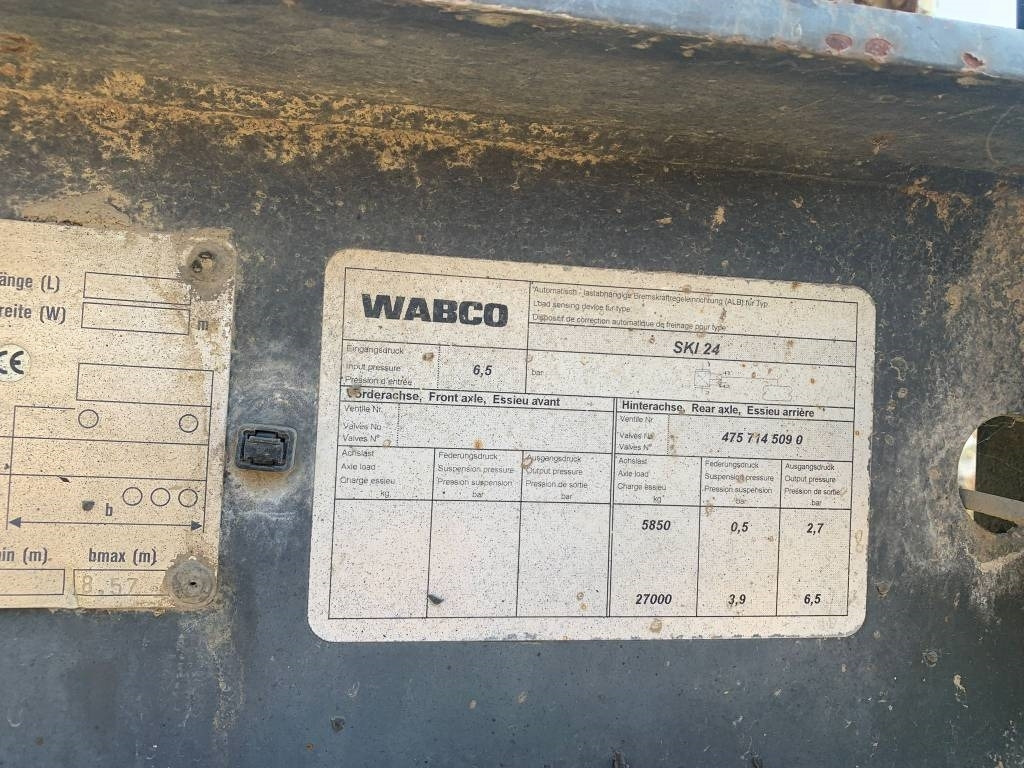 änge (L)
reite (W)
m
CE
b
in (m)
bmax (m)
8,57
WABCO
Automatisch - lastabhängige Bremskraftregeleinrichtung (ALB) für Typ:
Load sensing device für type:
Dispositif de correction automatique de freinage pour type:
SKI 24
Eingangsdruck
Input pressure
Pression d'entrée
6,5
bar
Vorderachse, Front axle, Essieu avant
Hinterachse, Rear axle, Essieu arrière
Ventile Nr.
Valves No
Valves N°
Ventile Nr.
Valves No
Valves N°
475 714 509 0
Achslast
Axle load
Charge essieu
kg
Federungsdruck
Suspension pressure
Pression suspension
bar
Ausgangsdruck
Output pressure
Pression de sortie
bar
Achslast
Axle load
Charge essieu
kg
Federungsdruck
Suspension pressure
Pression suspension
bar
Ausgangsdruck
Output pressure
Pression de sortie
bar
5850 0,5 2,7
27000 3,9 6,5